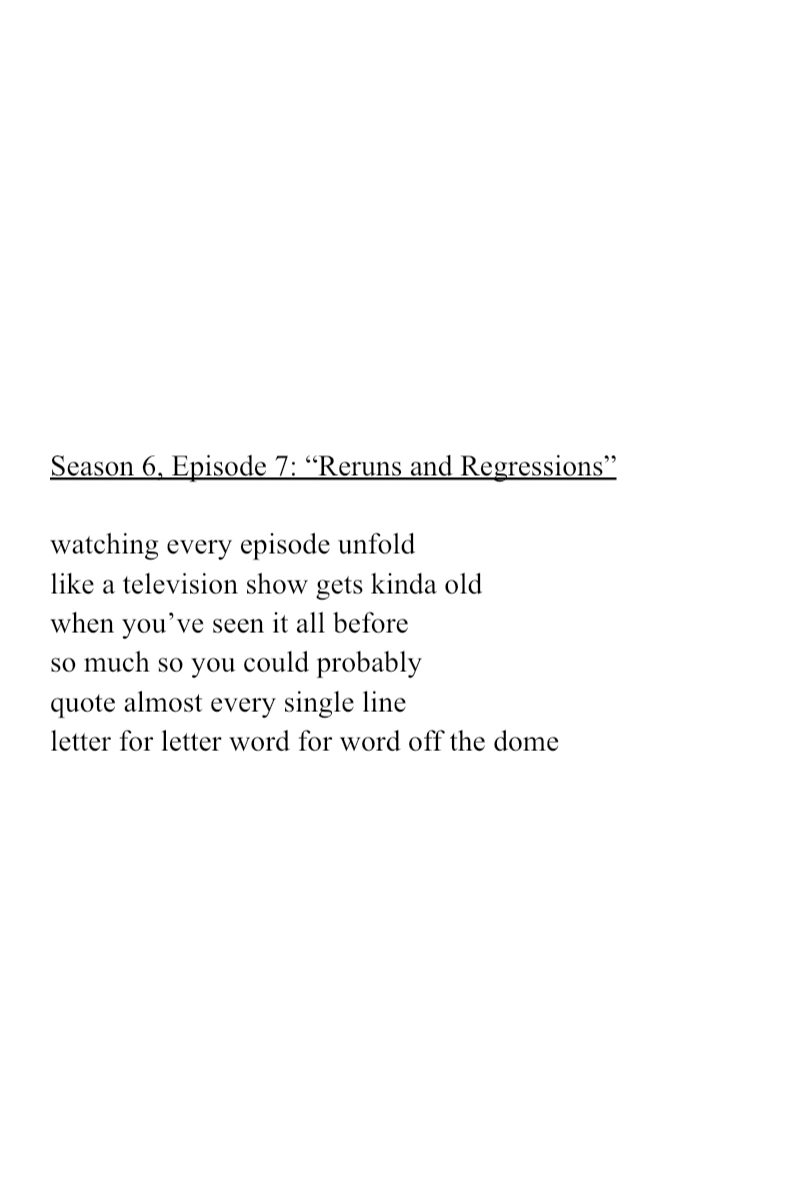 Season 6, Episode 7: “Reruns and Regressions”
watching every episode unfold
like a television show gets kinda old
when you’ve seen it all before
so much so you could probably
quote almost every single line
letter for letter word for word off the dome